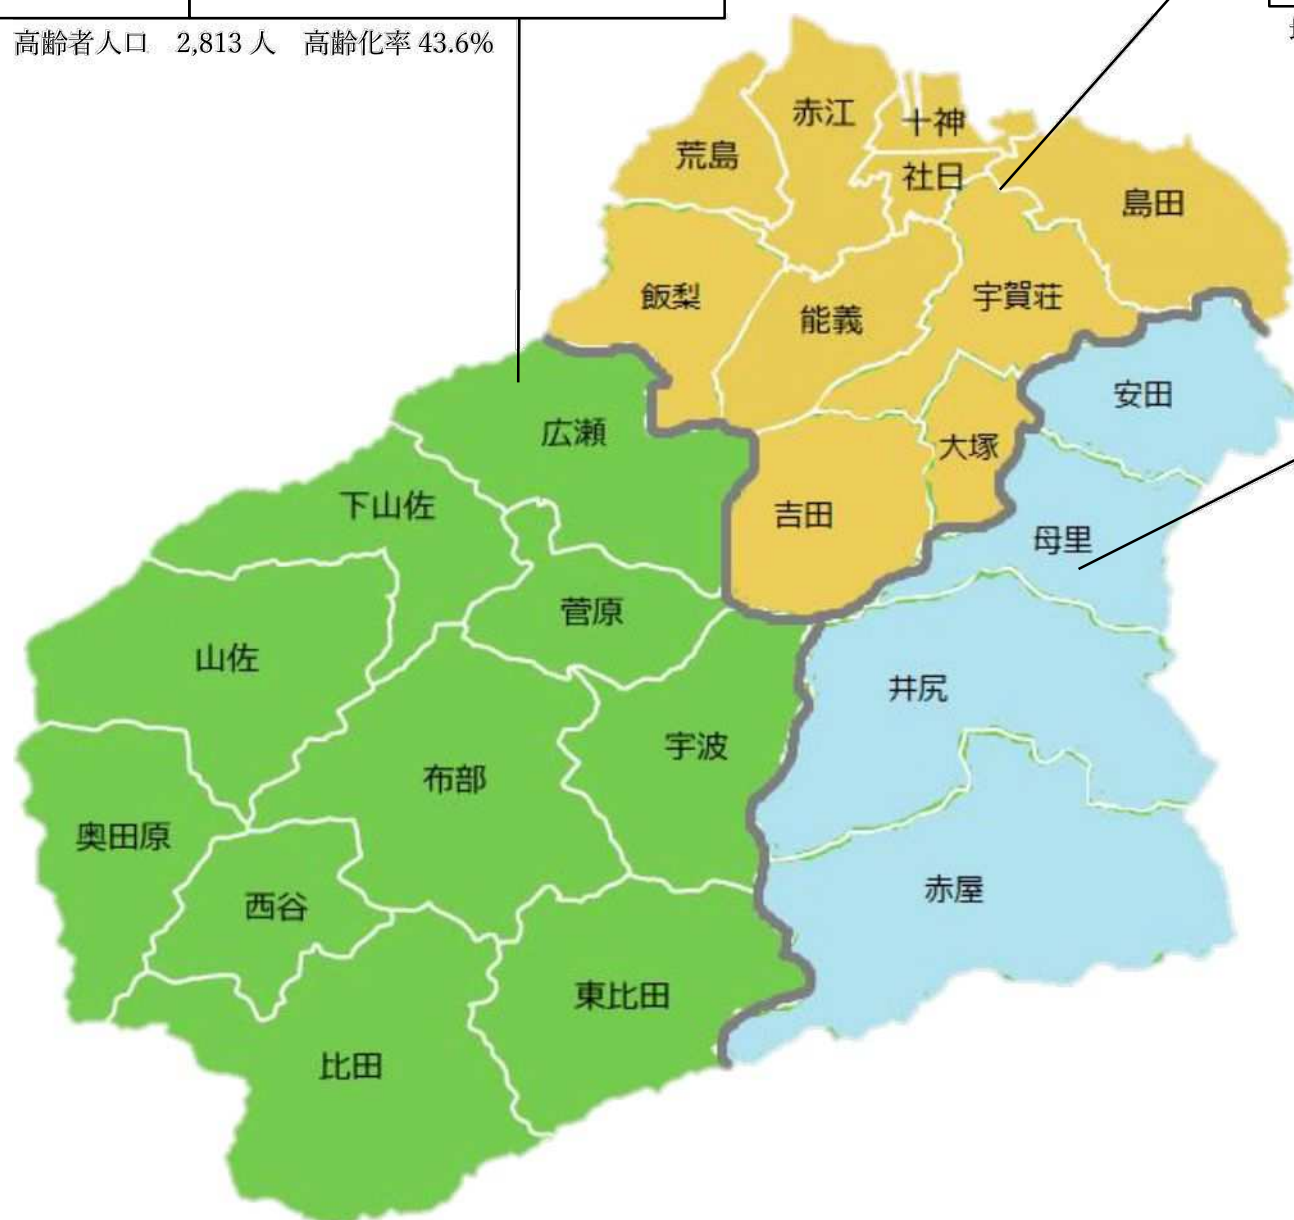 高齢者人口 2,813 人 高齢化率 43.6%
赤江
十神
荒島
社日
島田
飯梨
宇賀荘
能義
安田
広瀬
大塚
下山佐
吉田
母里
菅原
山佐
井尻
宇波
布部
奥田原
赤屋
西谷
東比田
比田